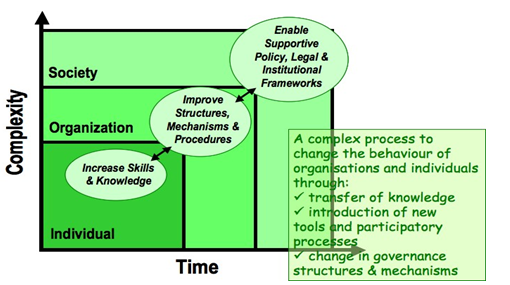 Enable
Supportive
Policy, Legal &
Institutional
Frameworks
Society
Improve
Structures,
Mechanisms &
Procedures
Organization
Increase Skills
& Knowledge
Individual
Complexity
Time
A complex process to
change the behaviour of
organisations and individuals
through:
✓ transfer of knowledge
✓ introduction of new
tools and participatory
processes
✓ change in governance
structures & mechanisms